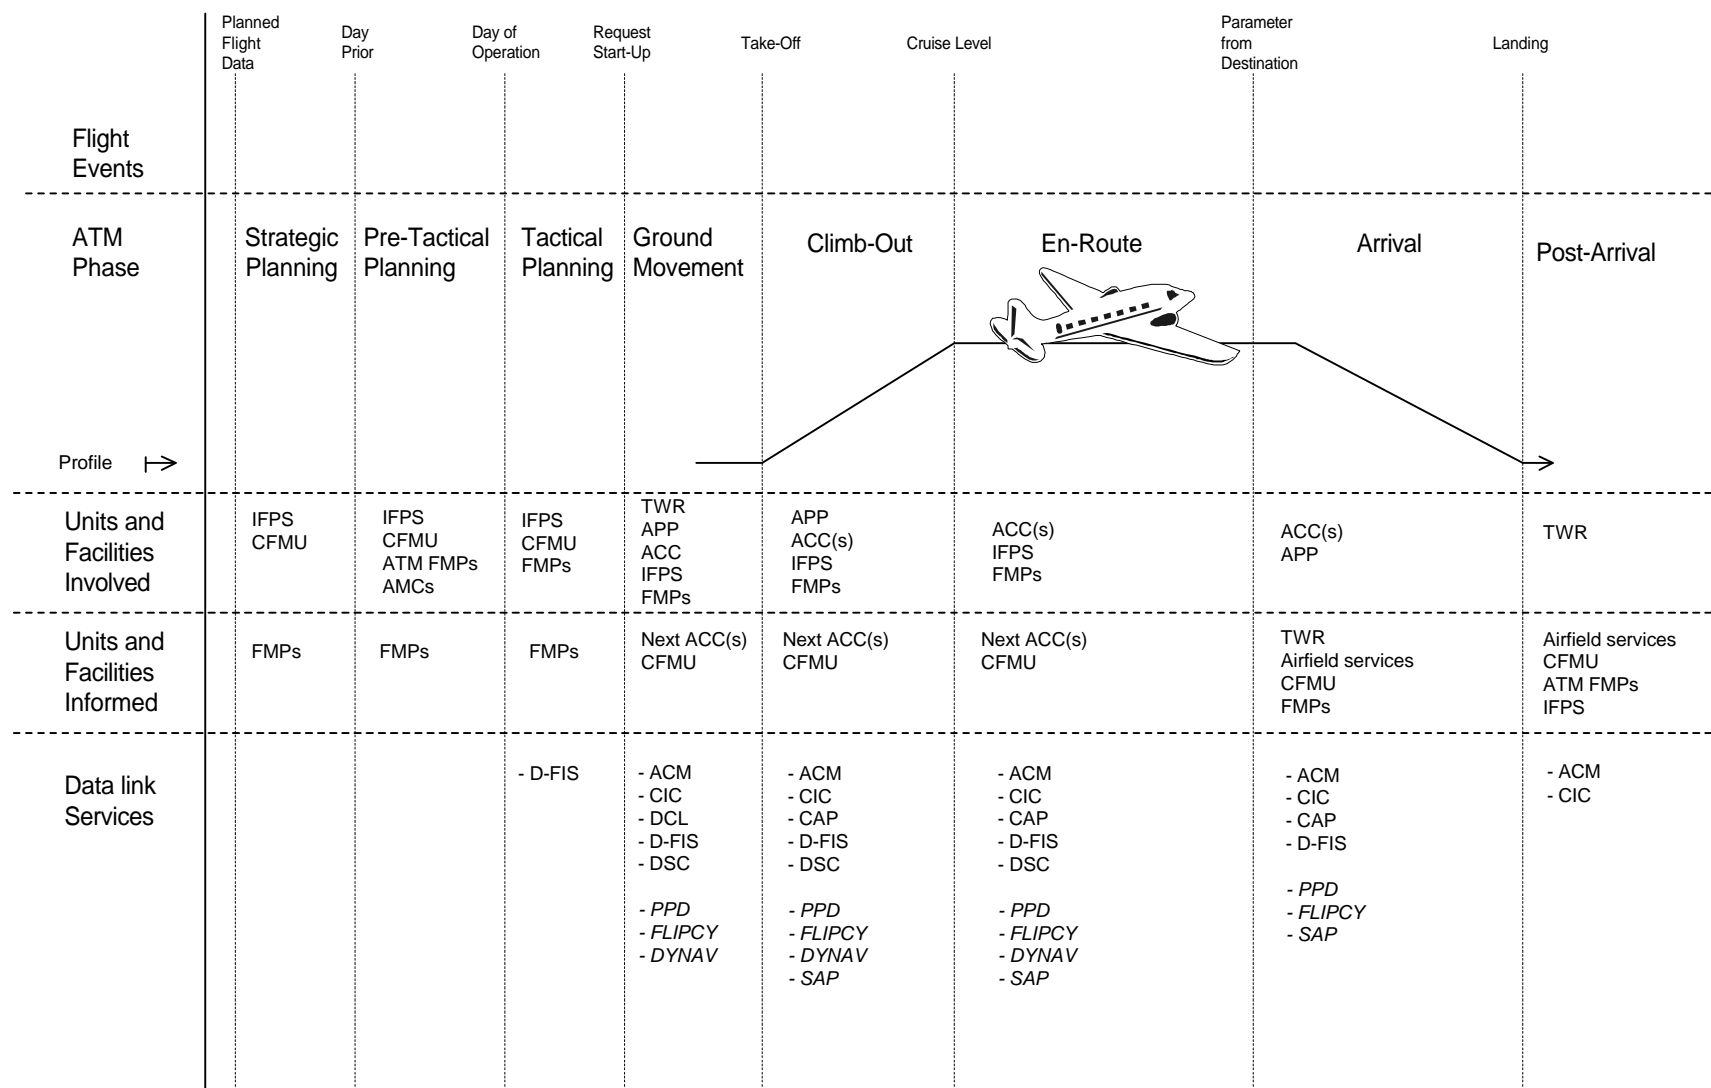 Planned
Flight
Data
Day
Prior
Day of
Operation
Request
Start-Up
Take-Off
Cruise Level
Parameter
from
Destination
Landing
Flight
Events
ATM
Phase
Strategic
Planning
Pre-Tactical
Planning
Tactical
Planning
Ground
Movement
Climb-Out
En-Route
Arrival
Post-Arrival
Profile
Units and
Facilities
Involved
IFPS
CFMU
IFPS
CFMU
ATM FMPs
AMCs
IFPS
CFMU
FMPs
TWR
APP
ACC
IFPS
FMPs
APP
ACC(s)
IFPS
FMPs
ACC(s)
IFPS
FMPs
ACC(s)
APP
TWR
Units and
Facilities
Informed
FMPs
FMPs
FMPs
Next ACC(s)
CFMU
Next ACC(s)
CFMU
Next ACC(s)
CFMU
TWR
Airfield services
CFMU
FMPs
Airfield services
CFMU
ATM FMPs
IFPS
Data link
Services
- D-FIS
- ACM
- CIC
- DCL
- D-FIS
- DSC
- PPD
- FLIPCY
- DYNAV
- ACM
- CIC
- CAP
- D-FIS
- DSC
- PPD
- FLIPCY
- DYNAV
- SAP
- ACM
- CIC
- CAP
- D-FIS
- DSC
- PPD
- FLIPCY
- DYNAV
- SAP
- ACM
- CIC
- CAP
- D-FIS
- PPD
- FLIPCY
- SAP
- ACM
- CIC